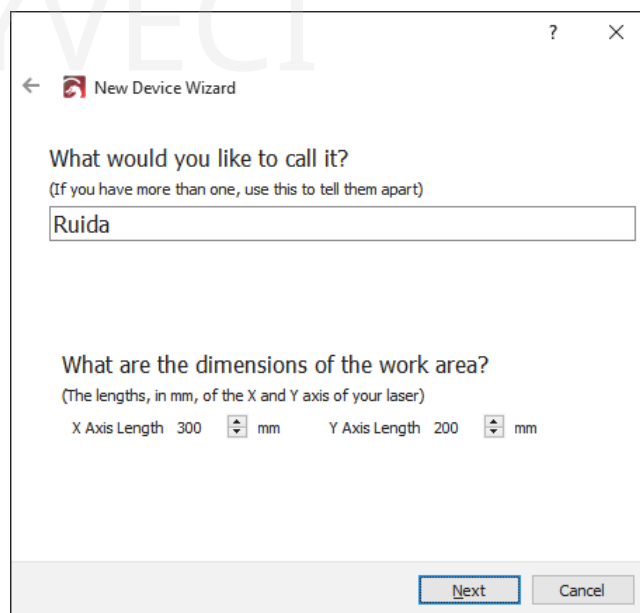 ?
New Device Wizard
What would you like to call it?
(If you have more than one, use this to tell them apart)
Ruida
What are the dimensions of the work area?
(The lengths, in mm, of the X and Y axis of your laser)
X Axis Length 300 mm Y Axis Length 200 mm
Next Cancel